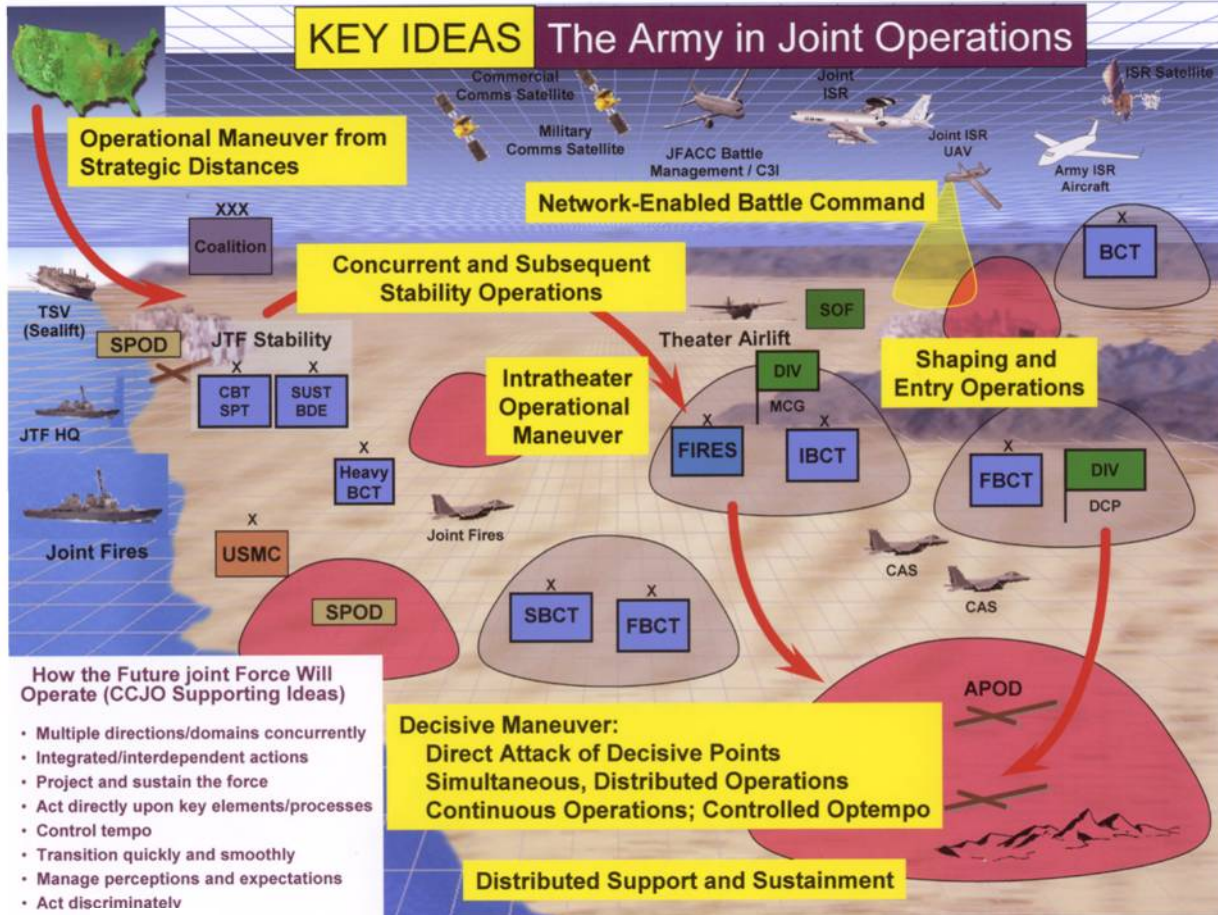 KEY IDEAS The Army in Joint Operations
Commercial
Comms Satellite
Military
Comms Satellite
JFACC Battle
Management / C3I
Joint
ISR
Joint ISR
UAV
Army ISR
Aircraft
ISR Satellite
Operational Maneuver from
Strategic Distances
Network-Enabled Battle Command
XXX
Coalition
X
BCT
Concurrent and Subsequent
Stability Operations
TSV
(Sealift)
SPOD
JTF Stability
X
CBT
SPT
X
SUST
BDE
Theater Airlift
SOF
Shaping and
Entry Operations
Intratheater
Operational
Maneuver
DIV
MCG
X
FIRES
X
IBCT
JTF HQ
X
Heavy
BCT
Joint Fires
X
FBCT
DIV
DCP
Joint Fires
X
USMC
SPOD
X
SBCT
X
FBCT
CAS
CAS
How the Future joint Force Will
Operate (CCJO Supporting Ideas)
• Multiple directions/domains concurrently
• Integrated/interdependent actions
• Project and sustain the force
• Act directly upon key elements/processes
• Control tempo
• Transition quickly and smoothly
• Manage perceptions and expectations
• Act discriminately
APOD
Decisive Maneuver:
Direct Attack of Decisive Points
Simultaneous, Distributed Operations
Continuous Operations; Controlled Optempo
Distributed Support and Sustainment